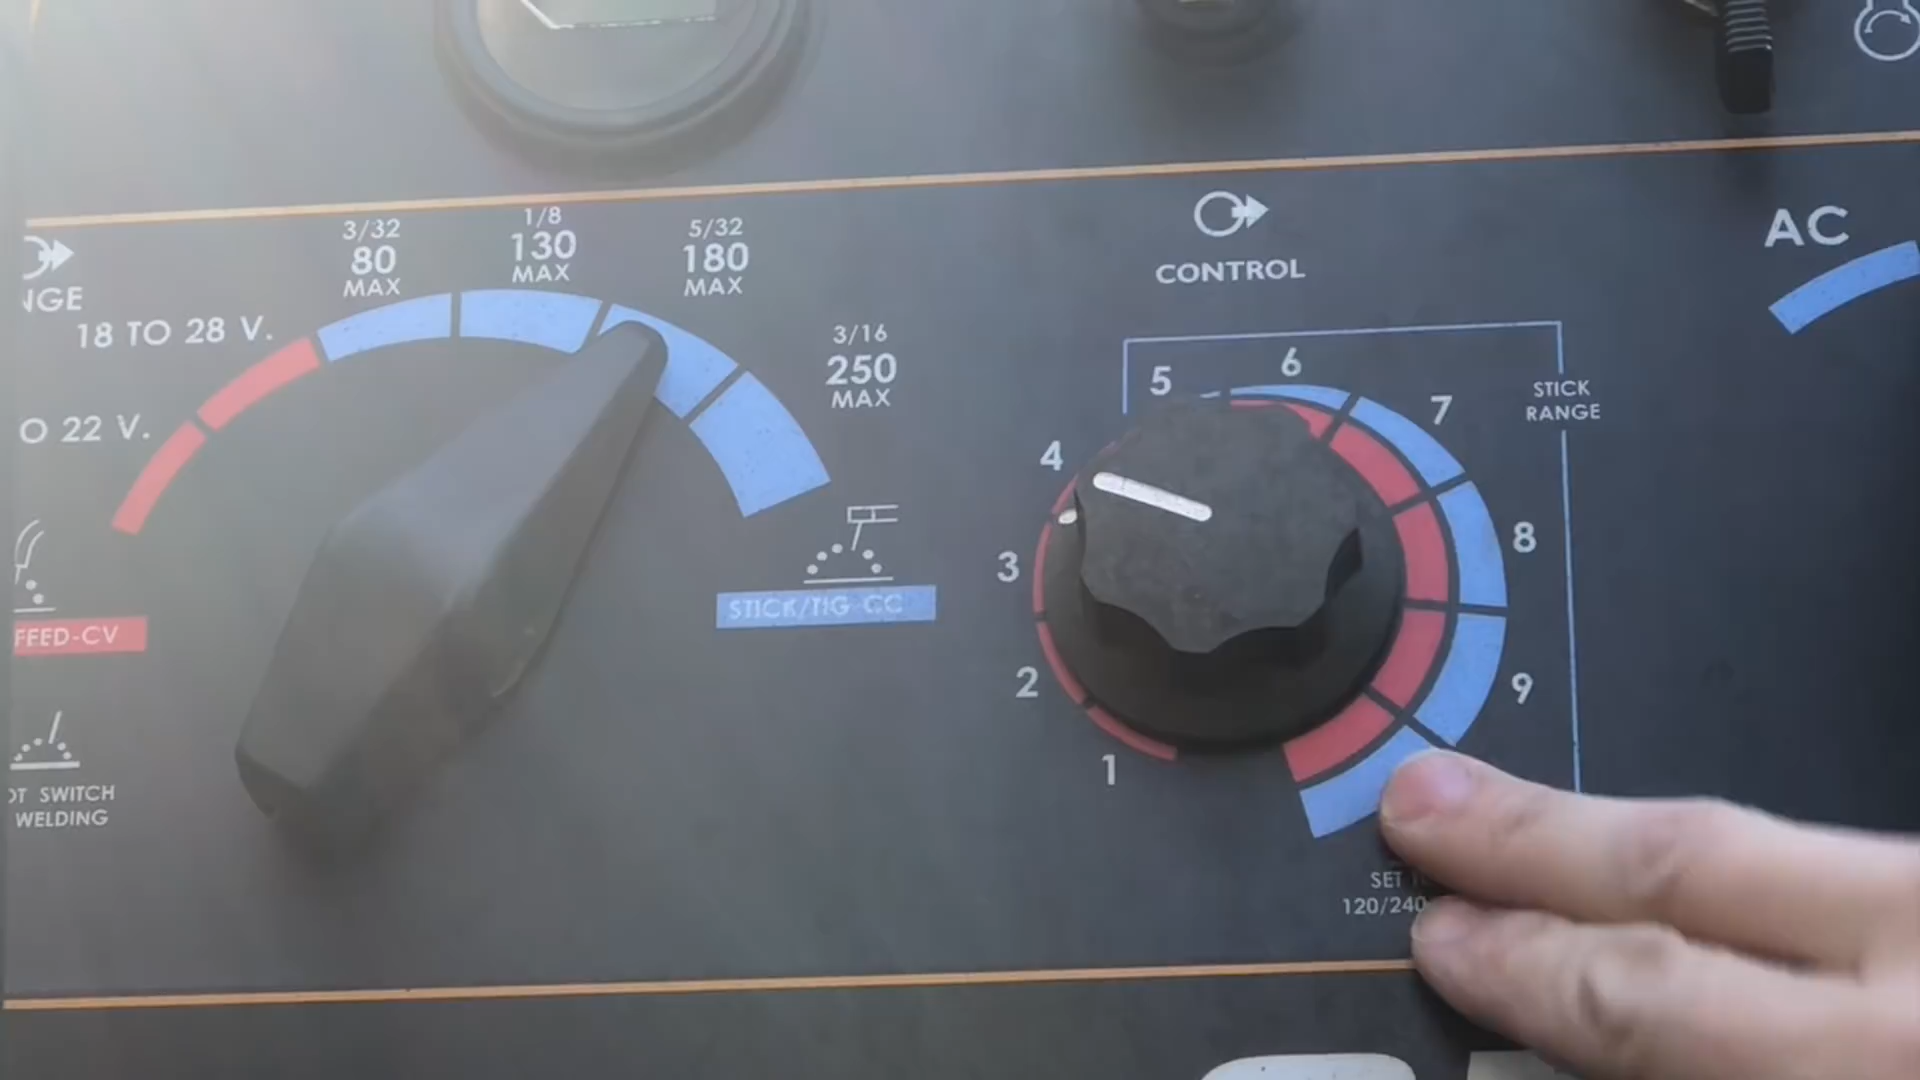 3/32
80
MAX
1/8
130
MAX
5/32
180
MAX
3/16
250
MAX
18 TO 28 V.
22 V.
STICK/TIG CC
FEED-CV
SWITCH
WELDING
CONTROL
1
2
3
4
5
6
7
8
9
STICK
RANGE
SET
120/240
AC